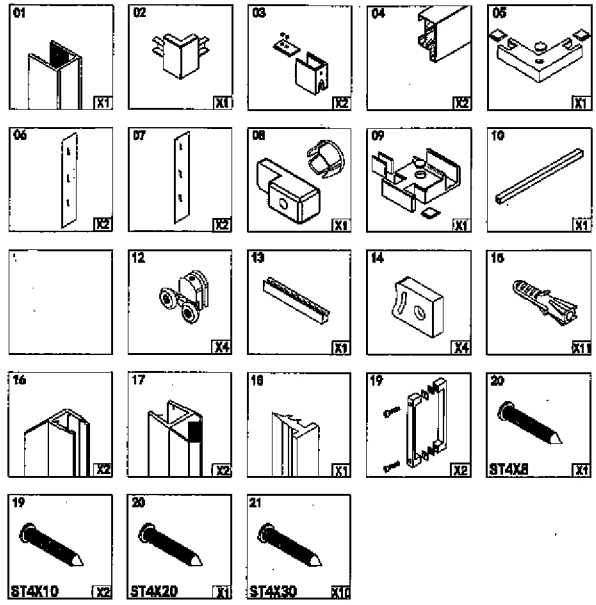 01 02 03 04 05
X1 X1 X2 X2 X1
06 07 08 09 10
X2 X2 X1 X1 X1
12 13 14 15
X4 X1 X4 X11
16 17 18 19 20
X2 X2 X1 X2 ST4X8 X1
19 20 21
ST4X10 X2 ST4X20 X1 ST4X30 X10